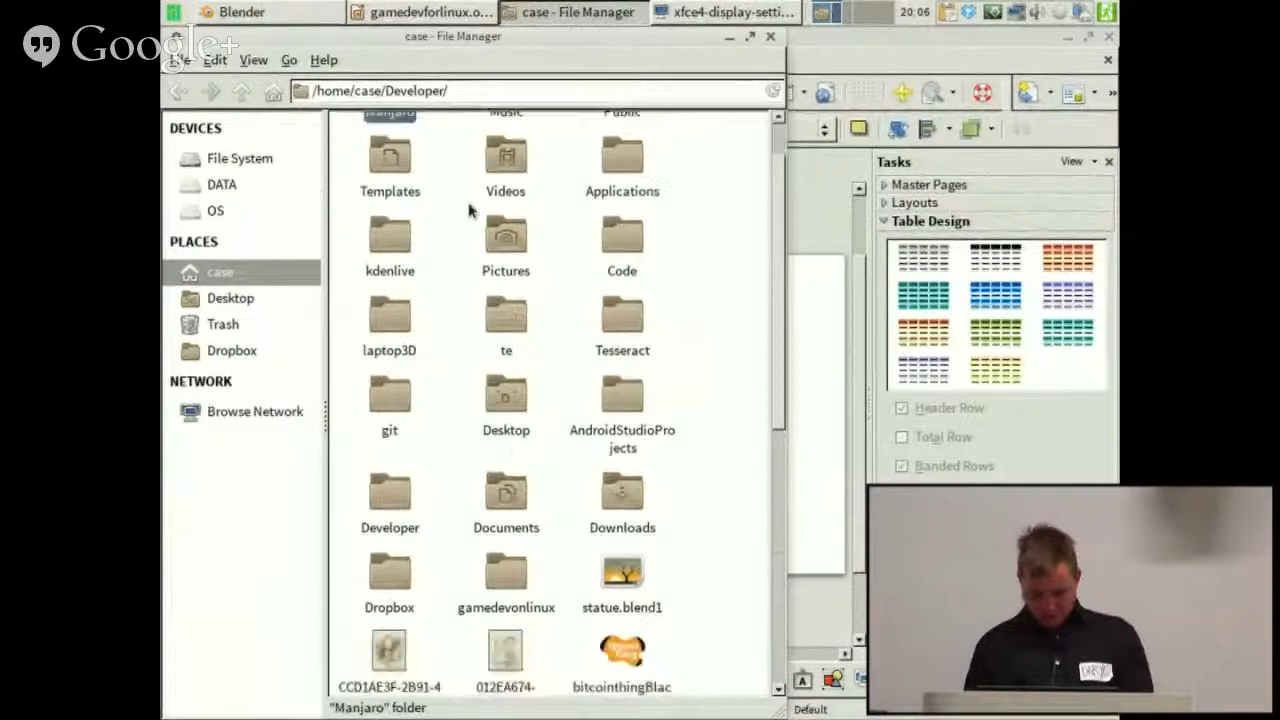 Blender
gamedevforlinux.o...
case - File Manager
xfce4-display-setti...
20:06
Google+
case - File Manager
File
Edit
View
Go
Help
/home/case/Developer/
DEVICES
File System
DATA
OS
PLACES
case
Desktop
Trash
Dropbox
NETWORK
Browse Network
Manjaro
Music
Public
Templates
Videos
Applications
kdenlive
Pictures
Code
laptop3D
te
Tesseract
git
Desktop
AndroidStudioPro
jects
Developer
Documents
Downloads
Dropbox
gamedevonlinux
statue.blend1
CCD1AE3F-2B91-4
012EA674-
bitcointhingBlac
"Manjaro" folder
Tasks
View
Master Pages
Layouts
Table Design
Header Row
Total Row
Banded Rows
Default
DARYL